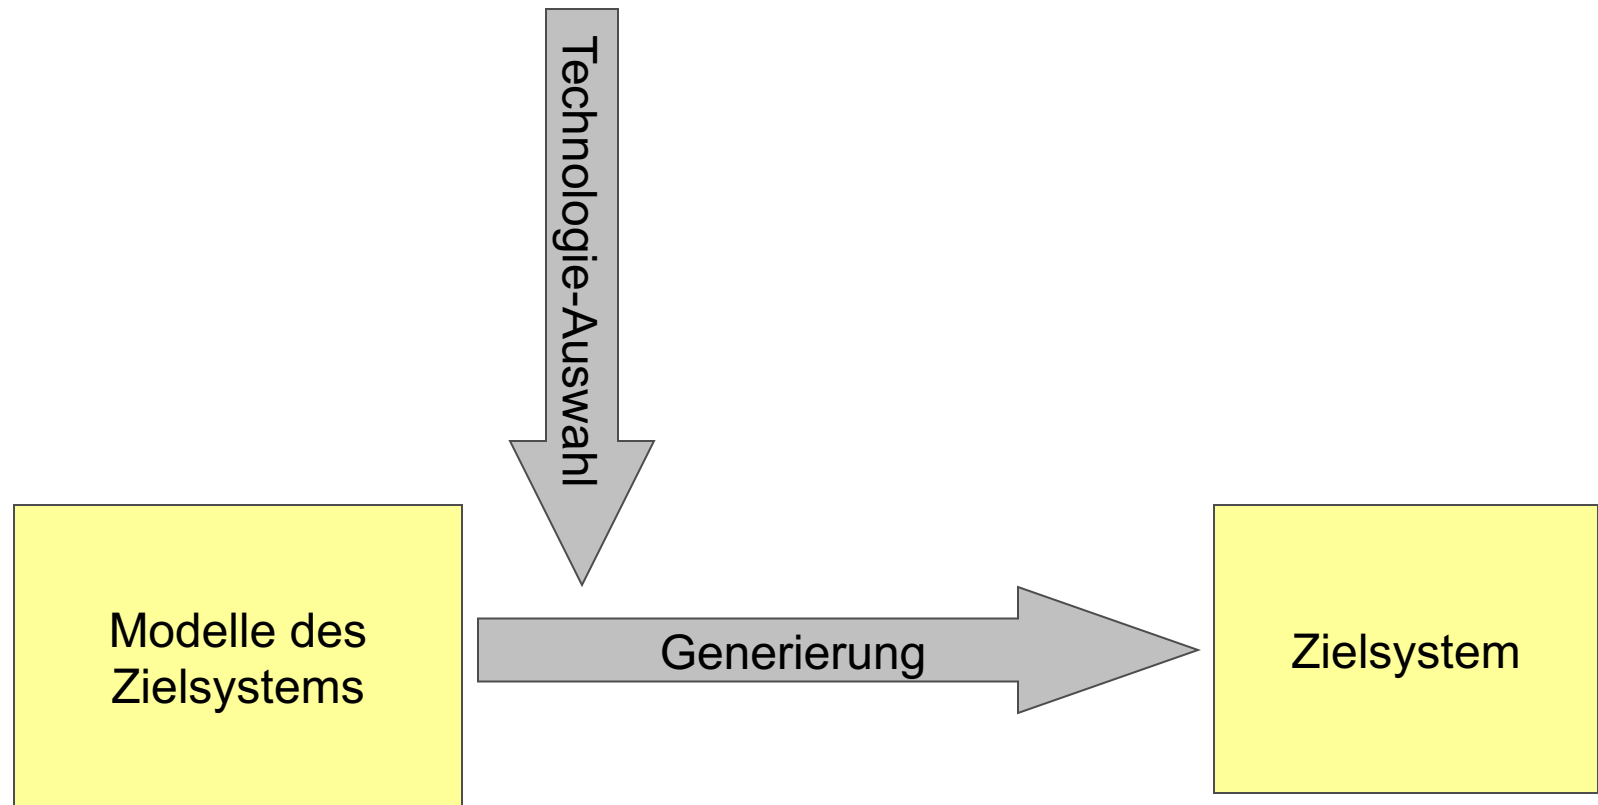 Technologie-Auswahl
Modelle des
Zielsystems
Generierung
Zielsystem